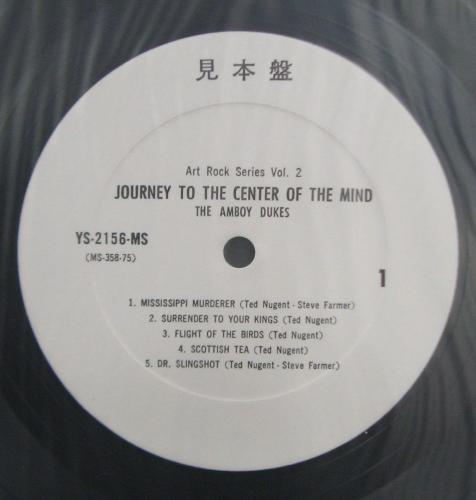 見本盤
Art Rock Series Vol. 2
JOURNEY TO THE CENTER OF THE MIND
THE AMBOY DUKES
YS-2156-MS
(MS-358-75)
1
1. MISSISSIPPI MURDERER (Ted Nugent - Steve Farmer)
2. SURRENDER TO YOUR KINGS (Ted Nugent)
3. FLIGHT OF THE BIRDS (Ted Nugent)
4. SCOTTISH TEA (Ted Nugent)
5. DR. SLINGSHOT (Ted Nugent - Steve Farmer)